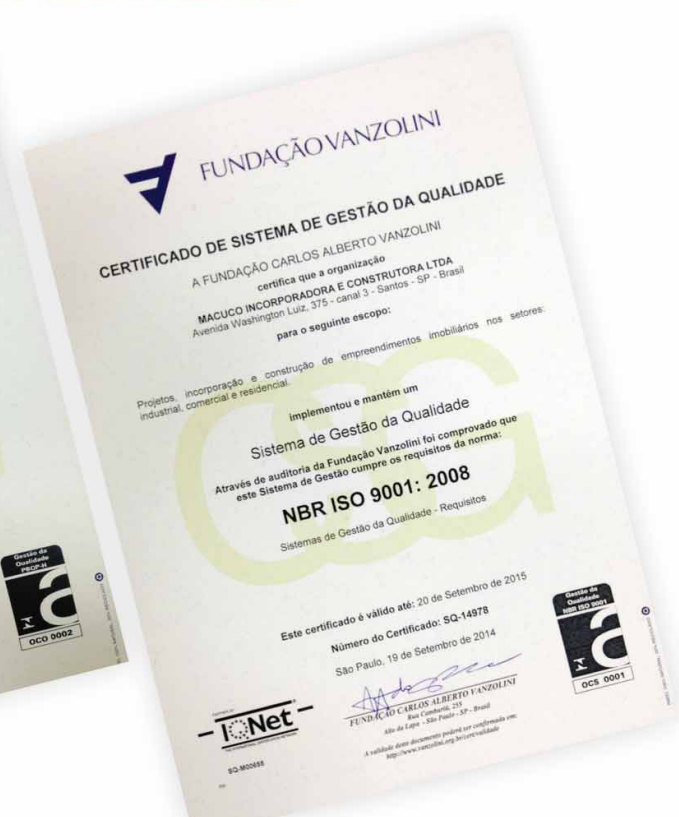 FUNDAÇÃO VANZOLINI
CERTIFICADO DE SISTEMA DE GESTÃO DA QUALIDADE
A FUNDAÇÃO CARLOS ALBERTO VANZOLINI
certifica que a organização
MACUCO INCORPORADORA E CONSTRUTORA LTDA
Avenida Washington Luiz, 375 - canal 3 - Santos - SP - Brasil
para o seguinte escopo:
Projetos, incorporação e construção de empreendimentos imobiliários nos setores:
industrial, comercial e residencial.
implementou e mantém um
Sistema de Gestão da Qualidade
Através de auditoria da Fundação Vanzolini foi comprovado que
este Sistema de Gestão cumpre os requisitos da norma:
NBR ISO 9001: 2008
Sistemas de Gestão da Qualidade - Requisitos
Este certificado é válido até: 20 de Setembro de 2015
Número do Certificado: SQ-14978
São Paulo, 19 de Setembro de 2014
FUNDAÇÃO CARLOS ALBERTO VANZOLINI
Rua Camburiú, 255
Alto da Lapa - São Paulo - SP - Brasil
A validade deste documento poderá ser confirmada em:
http://www.vanzolini.org.br/cert/validade
IQNet
SQ-M00655
Gestão da
Qualidade
NBR ISO 9001
OCS 0001
Gestão da
Qualidade
PBQP-H
OCO 0002